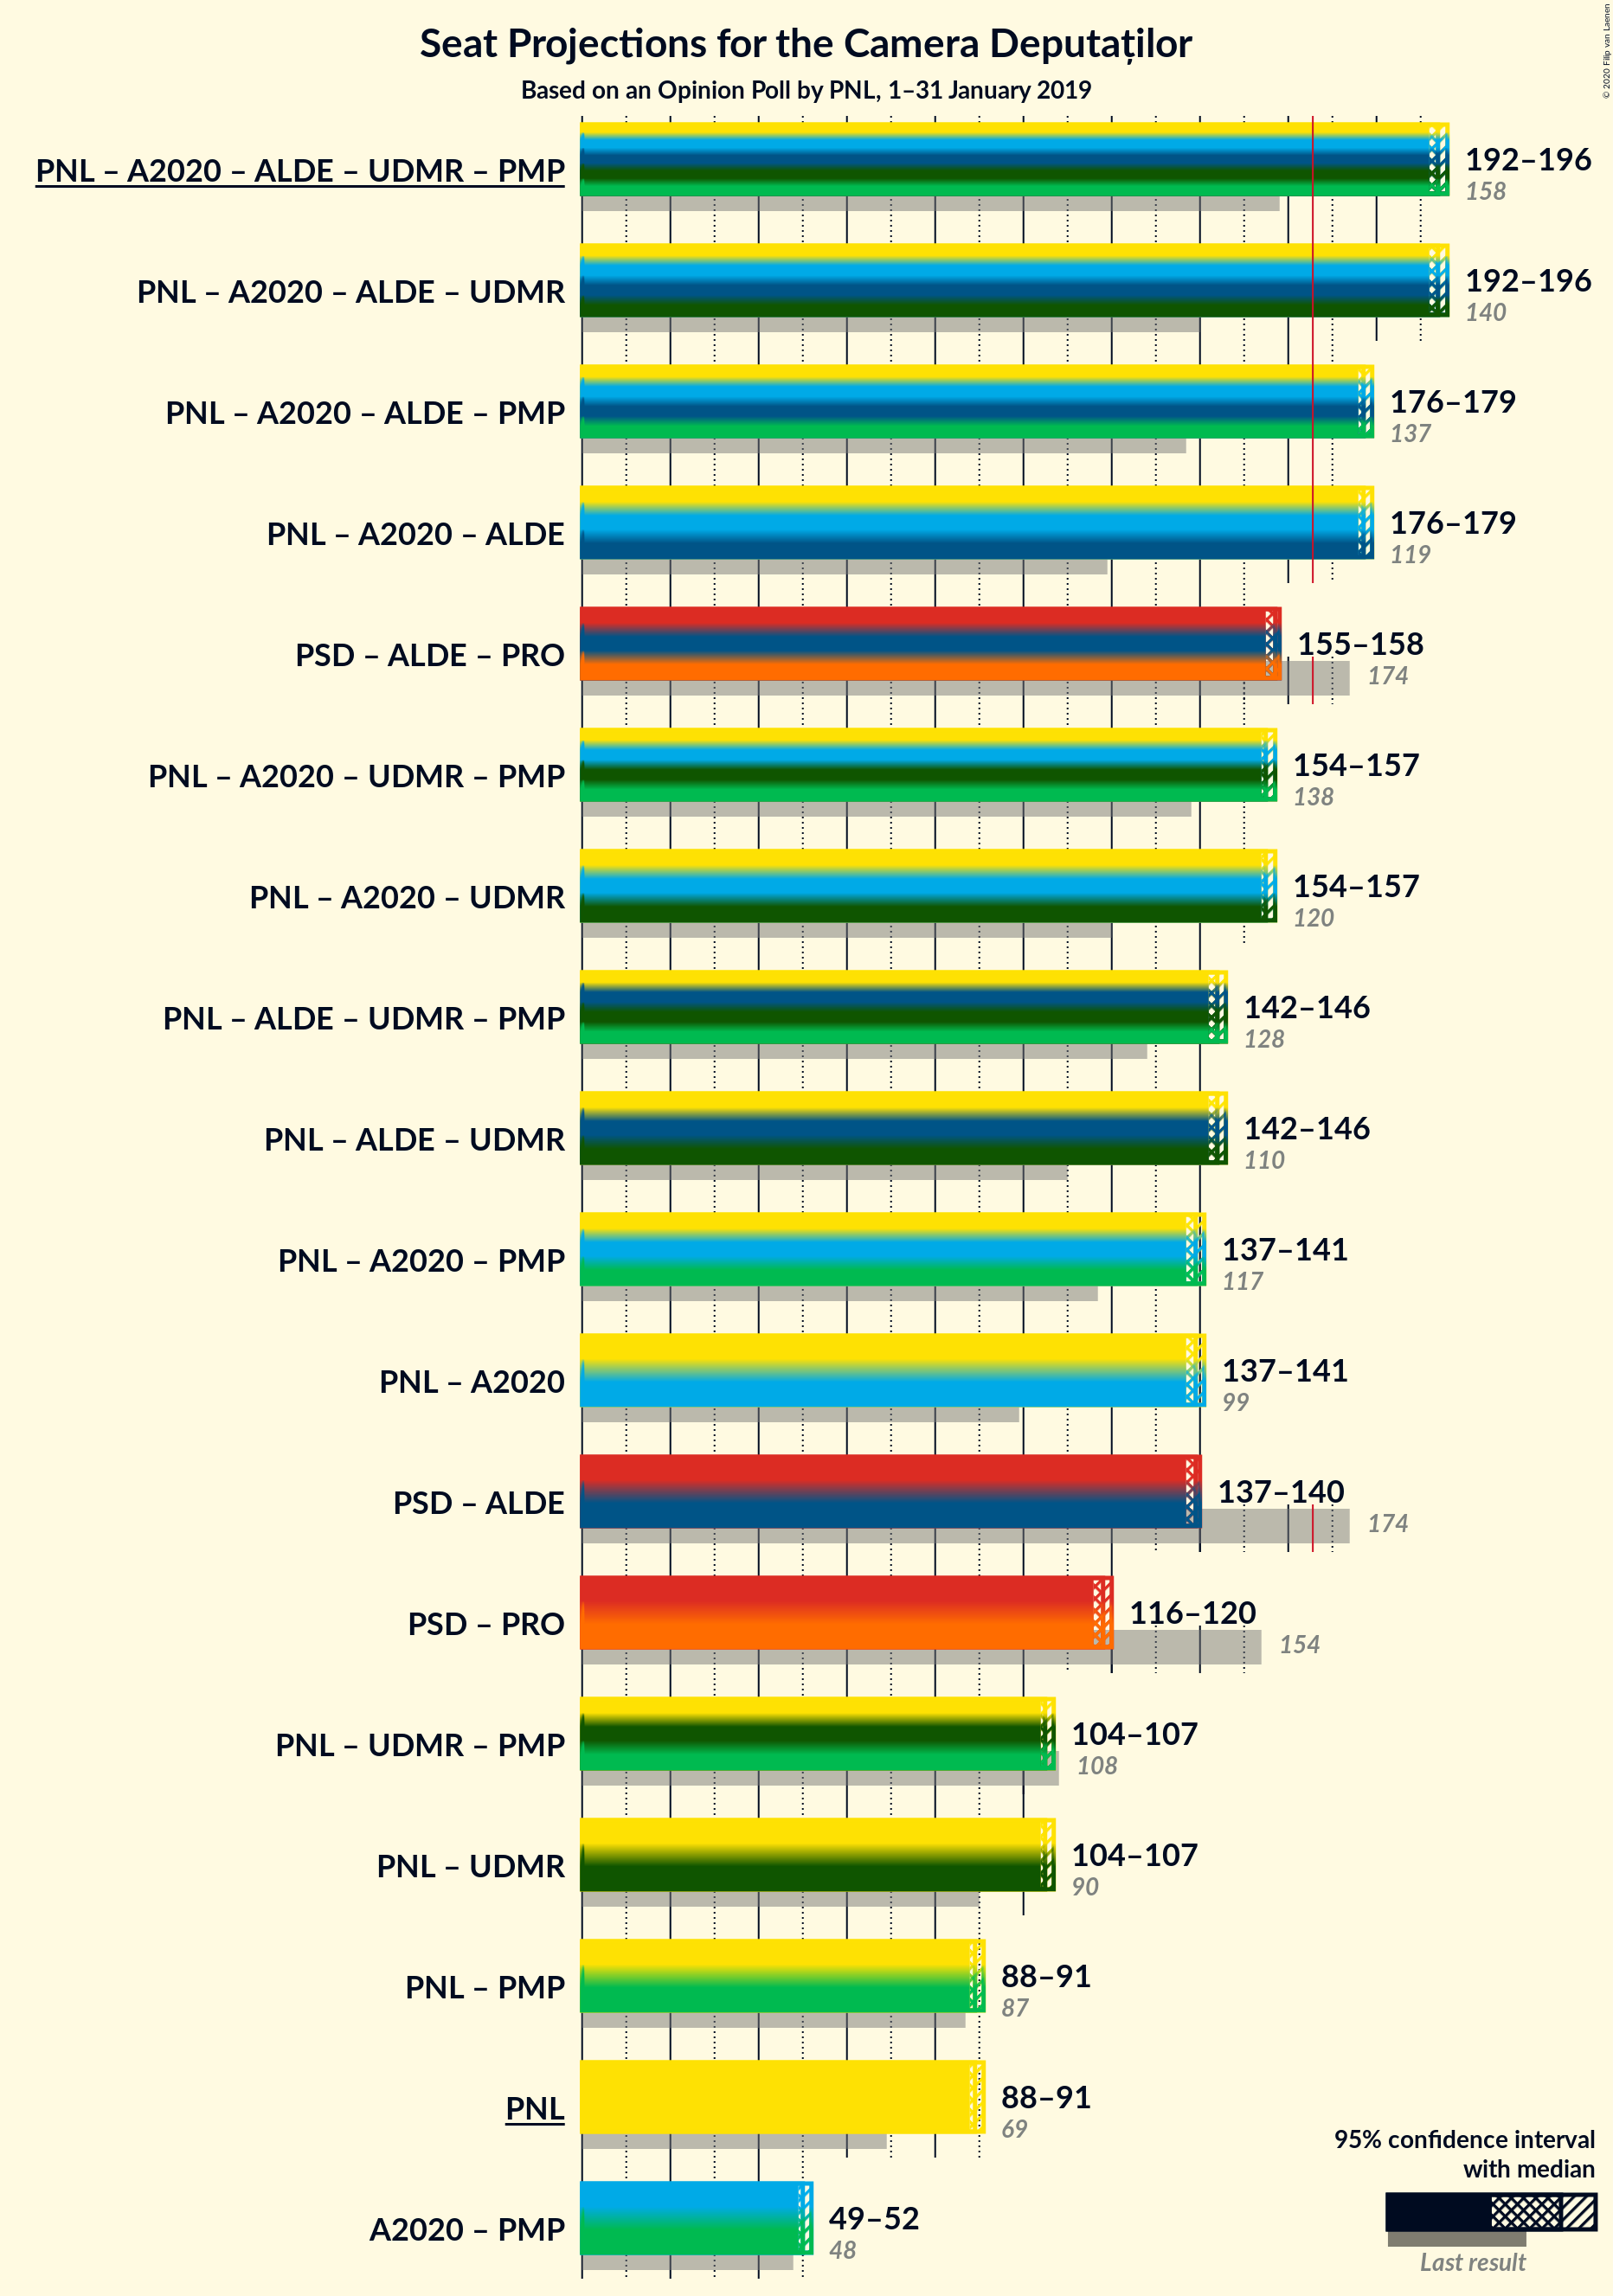 © 2020 Filip van Laenen
Seat Projections for the Camera Deputaților
Based on an Opinion Poll by PNL, 1–31 January 2019
PNL – A2020 – ALDE – UDMR – PMP
192–196
158
PNL – A2020 – ALDE – UDMR
192–196
140
PNL – A2020 – ALDE – PMP
176–179
137
PNL – A2020 – ALDE
176–179
119
PSD – ALDE – PRO
155–158
174
PNL – A2020 – UDMR – PMP
154–157
138
PNL – A2020 – UDMR
154–157
120
PNL – ALDE – UDMR – PMP
142–146
128
PNL – ALDE – UDMR
142–146
110
PNL – A2020 – PMP
137–141
117
PNL – A2020
137–141
99
PSD – ALDE
137–140
174
PSD – PRO
116–120
154
PNL – UDMR – PMP
104–107
108
PNL – UDMR
104–107
90
PNL – PMP
88–91
87
PNL
88–91
69
A2020 – PMP
49–52
48
95% confidence interval
with median
Last result